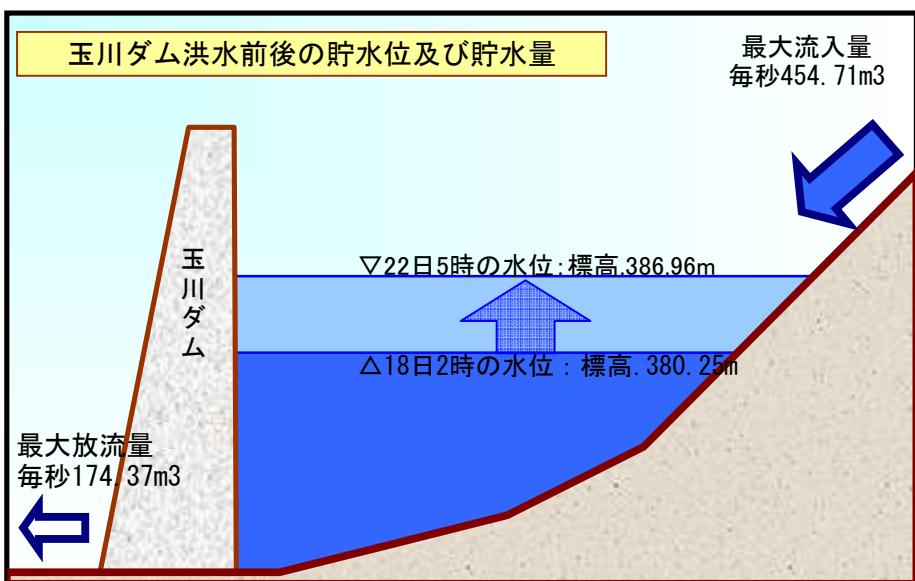 玉川ダム洪水前後の貯水位及び貯水量
最大流入量
毎秒454.71m3
▽22日5時の水位:標高.386.96m
玉川ダム
△18日2時の水位：標高.380.25m
最大放流量
毎秒174.37m3